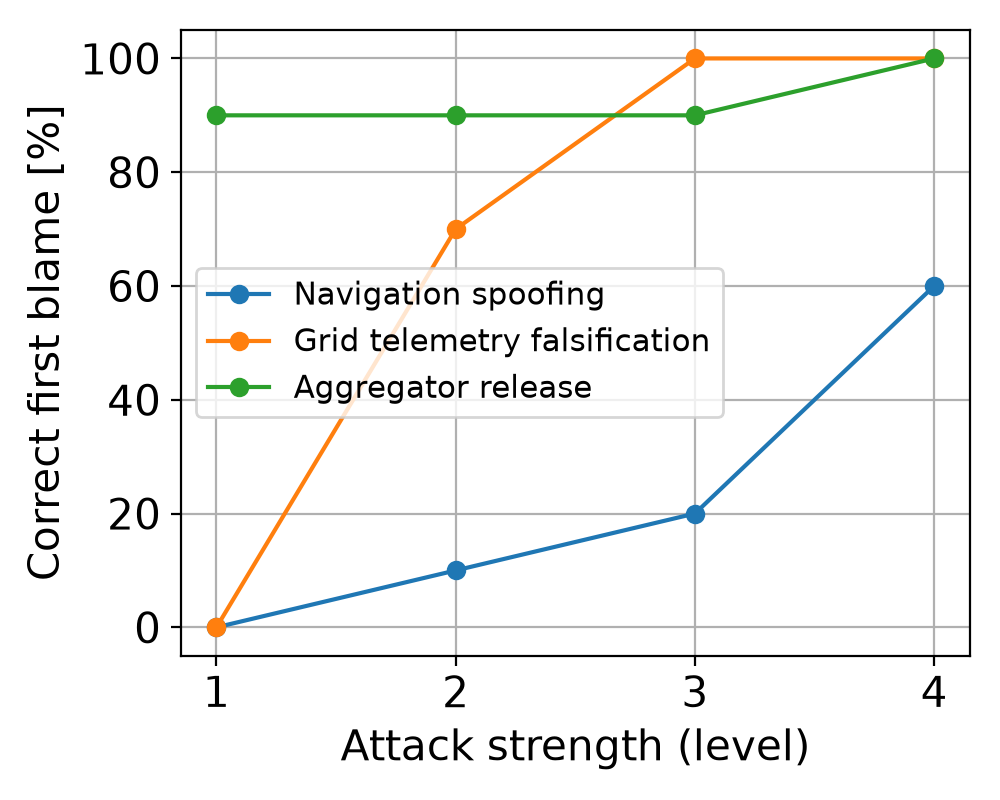 Correct first blame [%]
100
80
60
40
20
0
Navigation spoofing
Grid telemetry falsification
Aggregator release
1 2 3 4
Attack strength (level)